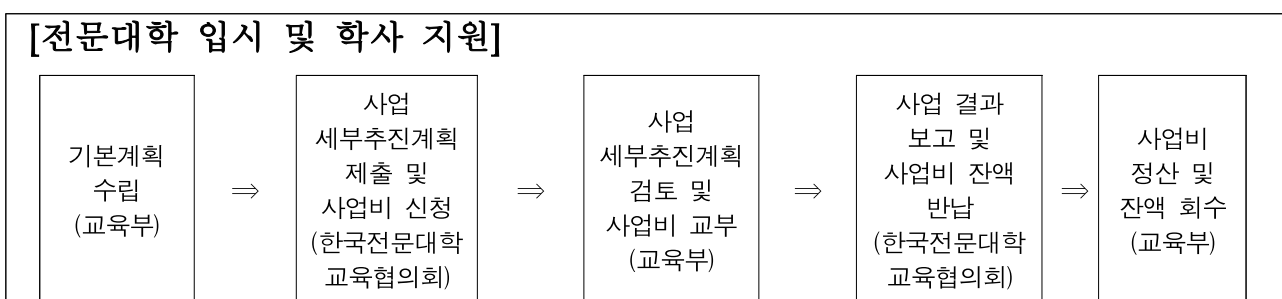 [전문대학 입시 및 학사 지원]
기본계획
수립
(교육부)
⇒
사업
세부추진계획
제출 및
사업비 신청
(한국전문대학
교육협의회)
⇒
사업
세부추진계획
검토 및
사업비 교부
(교육부)
⇒
사업 결과
보고 및
사업비 잔액
반납
(한국전문대학
교육협의회)
⇒
사업비
정산 및
잔액 회수
(교육부)